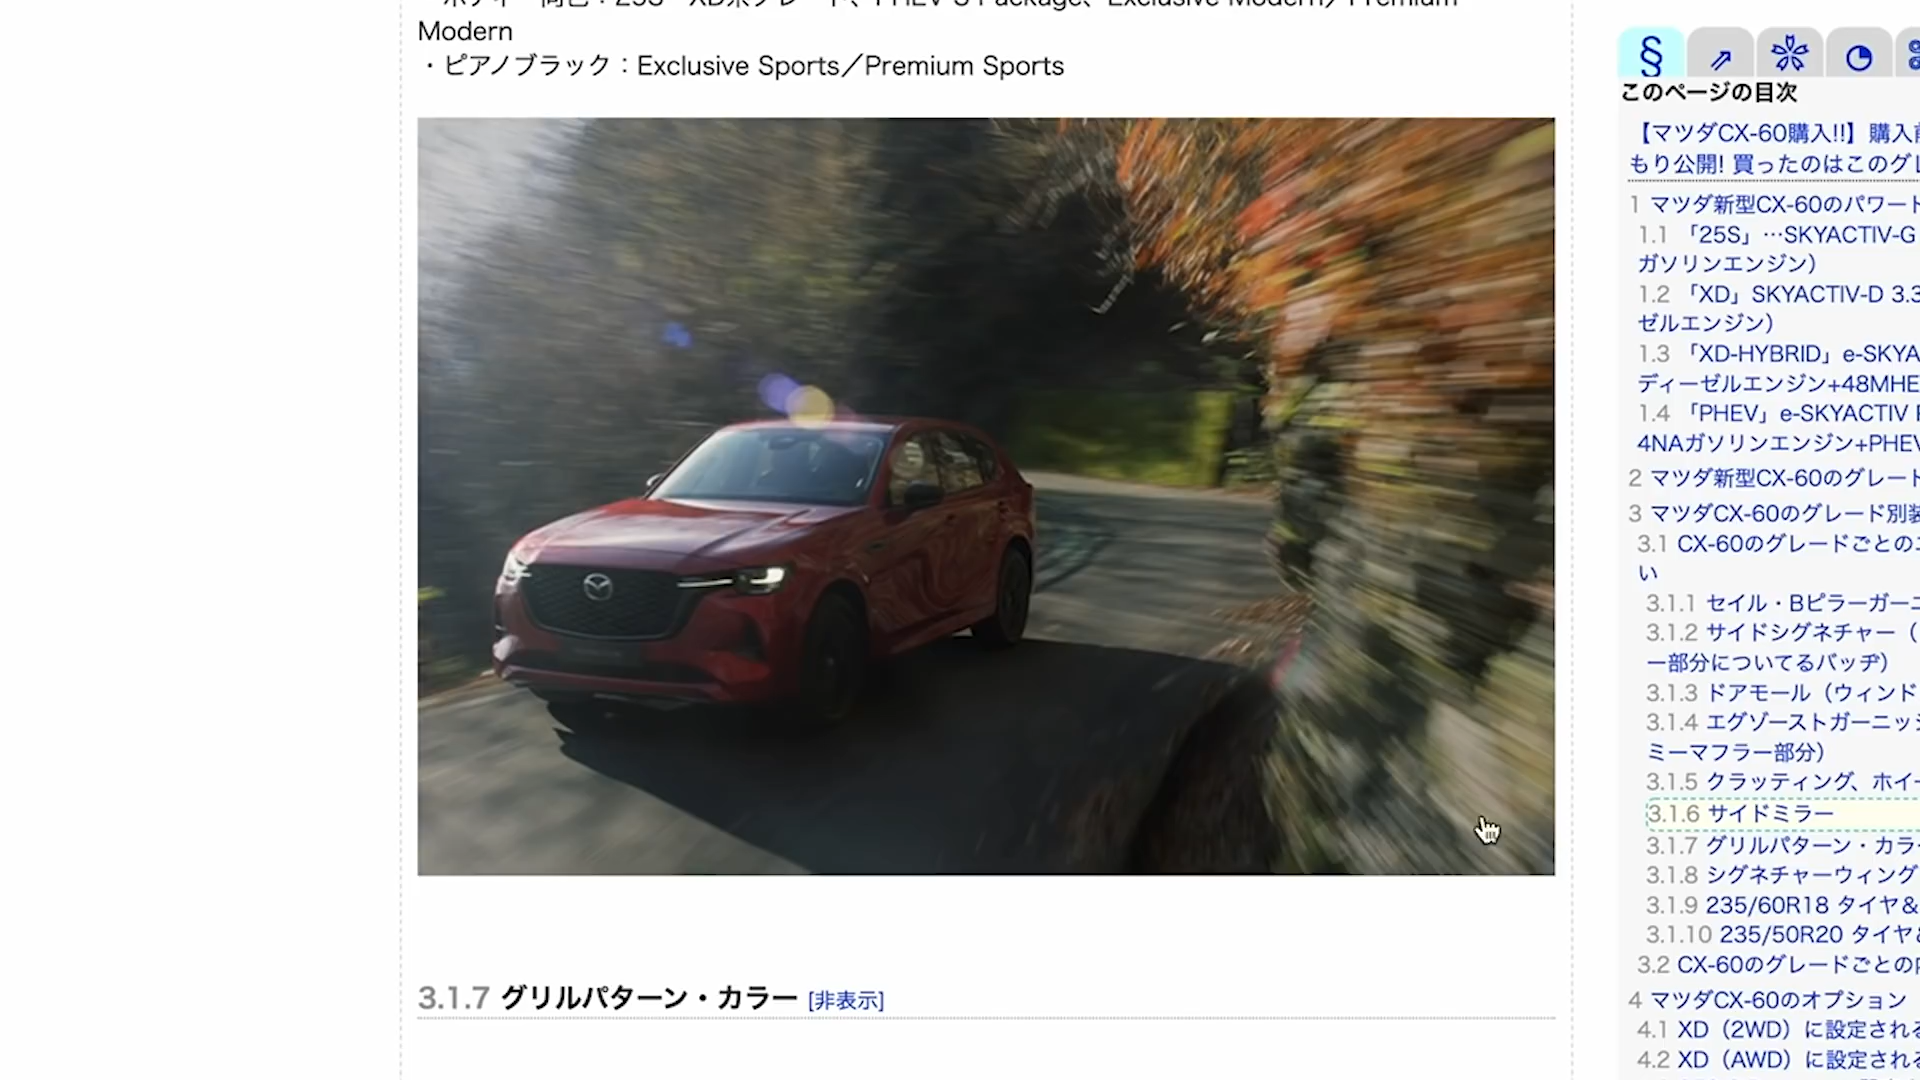 Modern
・ピアノブラック：Exclusive Sports／Premium Sports
3.1.7 グリルパターン・カラー [非表示]
§
このページの目次
【マツダCX-60購入!!】購入
もり公開! 買ったのはこのグレ
1 マツダ新型CX-60のパワート
1.1 「25S」…SKYACTIV-G
ガソリンエンジン）
1.2 「XD」SKYACTIV-D 3.3
ゼルエンジン）
1.3 「XD-HYBRID」e-SKYA
ディーゼルエンジン+48MHE
1.4 「PHEV」e-SKYACTIV
4NAガソリンエンジン+PHEV
2 マツダ新型CX-60のグレード
3 マツダCX-60のグレード別装
3.1 CX-60のグレードごとのエ
い
3.1.1 セイル・Bピラーガーニ
3.1.2 サイドシグネチャー（
ー部分についてるバッヂ）
3.1.3 ドアモール（ウィンド
3.1.4 エグゾーストガーニッシ
ミーマフラー部分）
3.1.5 クラッティング、ホイー
3.1.6 サイドミラー
3.1.7 グリルパターン・カラー
3.1.8 シグネチャーウィング
3.1.9 235/60R18 タイヤ&
3.1.10 235/50R20 タイヤ&
3.2 CX-60のグレードごとの内
4 マツダCX-60のオプション
4.1 XD（2WD）に設定される
4.2 XD（AWD）に設定される